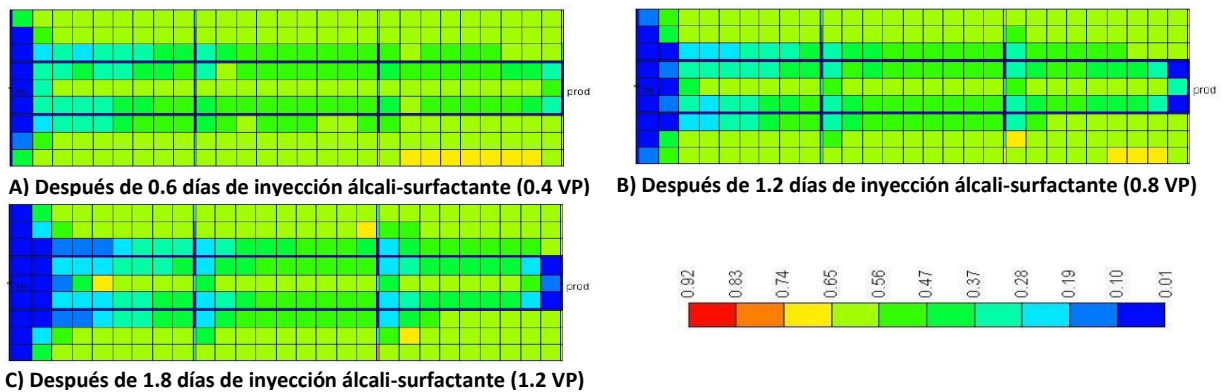 prod
prod
A) Después de 0.6 días de inyección álcali-surfactante (0.4 VP)
B) Después de 1.2 días de inyección álcali-surfactante (0.8 VP)
prod
0.92
0.83
0.74
0.65
0.56
0.47
0.37
0.28
0.19
0.10
0.01
C) Después de 1.8 días de inyección álcali-surfactante (1.2 VP)